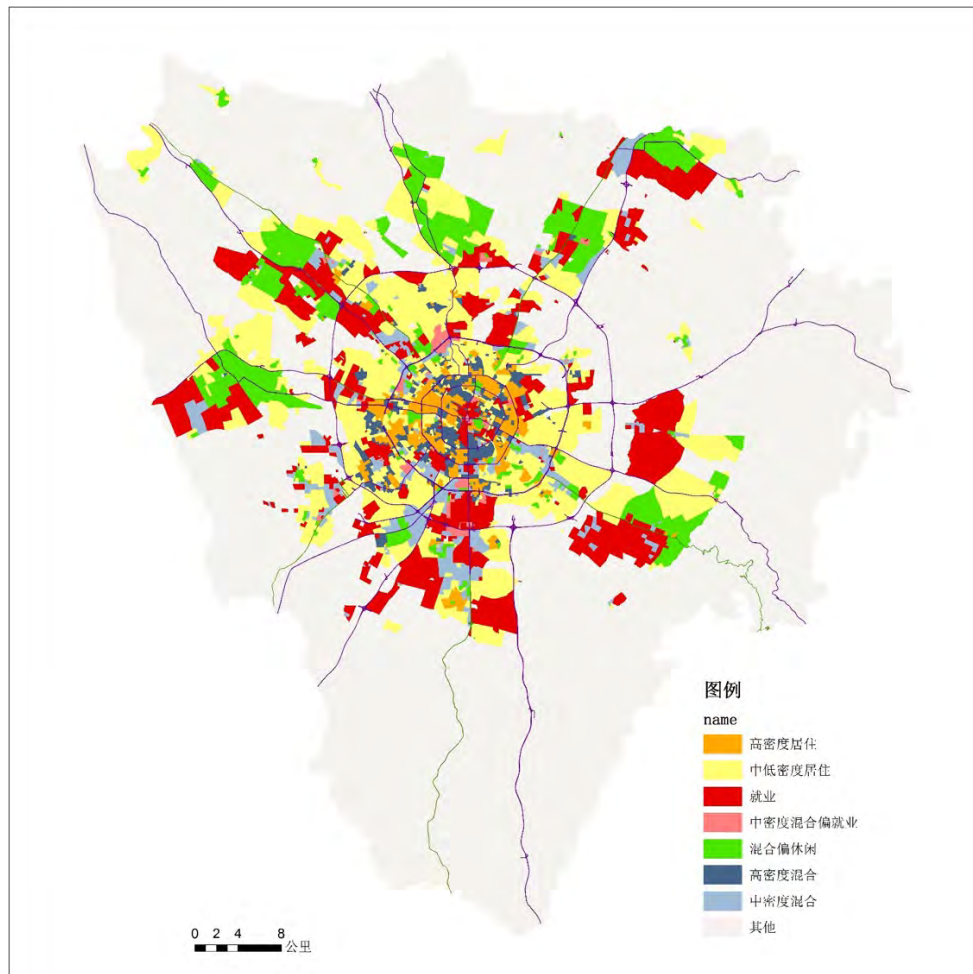 图例
name
高密度居住
中低密度居住
就业
中密度混合偏就业
混合偏休闲
高密度混合
中密度混合
其他
0 2 4 8
公里